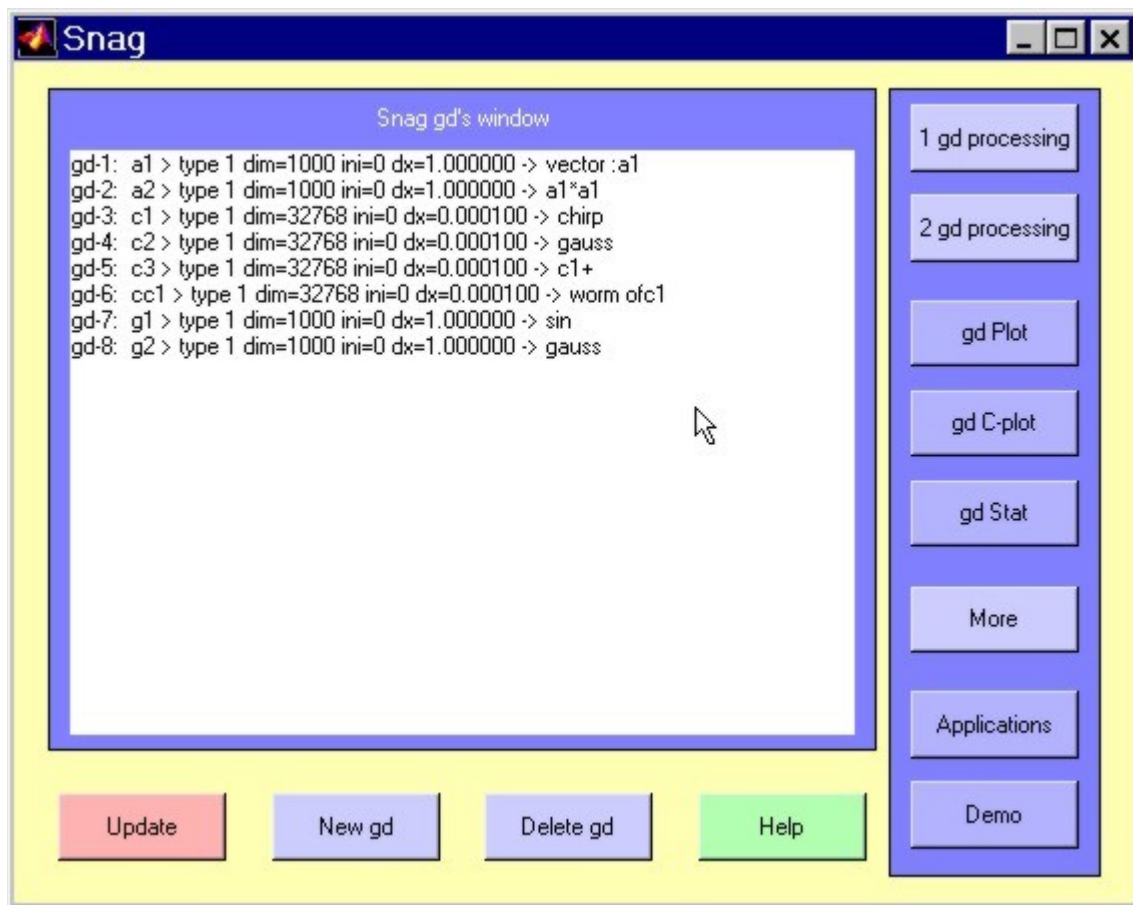 Snag
Snag gd's window
gd-1: a1 > type 1 dim=1000 ini=0 dx=1.000000 -> vector :a1
gd-2: a2 > type 1 dim=1000 ini=0 dx=1.000000 -> a1*a1
gd-3: c1 > type 1 dim=32768 ini=0 dx=0.000100 -> chirp
gd-4: c2 > type 1 dim=32768 ini=0 dx=0.000100 -> gauss
gd-5: c3 > type 1 dim=32768 ini=0 dx=0.000100 -> c1+
gd-6: cc1 > type 1 dim=32768 ini=0 dx=0.000100 -> worm ofc1
gd-7: g1 > type 1 dim=1000 ini=0 dx=1.000000 -> sin
gd-8: g2 > type 1 dim=1000 ini=0 dx=1.000000 -> gauss
1 gd processing
2 gd processing
gd Plot
gd C-plot
gd Stat
More
Applications
Demo
Update
New gd
Delete gd
Help